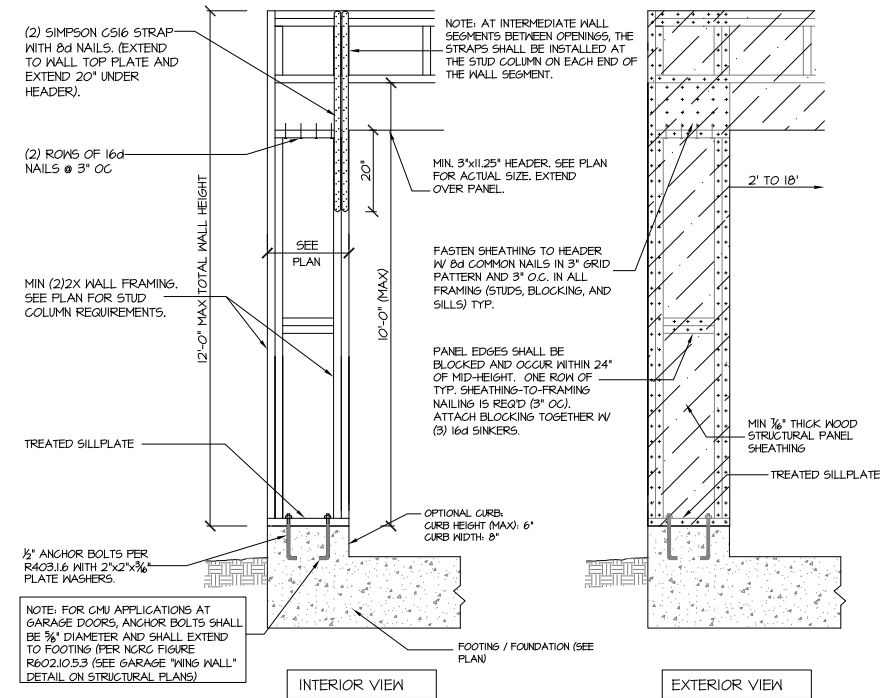 (2) SIMPSON CS16 STRAP
WITH 8d NAILS. (EXTEND
TO WALL TOP PLATE AND
EXTEND 20" UNDER
HEADER).
(2) ROWS OF 16d
NAILS @ 3" OC
12'-0" MAX TOTAL WALL HEIGHT
MIN (2)2X WALL FRAMING.
SEE PLAN FOR STUD
COLUMN REQUIREMENTS.
TREATED SILLPLATE
1/2" ANCHOR BOLTS PER
R403.1.6 WITH 2"x2"x3/16"
PLATE WASHERS.
NOTE: FOR CMU APPLICATIONS AT
GARAGE DOORS, ANCHOR BOLTS SHALL
BE 5/8" DIAMETER AND SHALL EXTEND
TO FOOTING (PER NCRC FIGURE
R602.10.5.3 (SEE GARAGE "WING WALL"
DETAIL ON STRUCTURAL PLANS)
SEE
PLAN
20"
10'-0" (MAX)
NOTE: AT INTERMEDIATE WALL
SEGMENTS BETWEEN OPENINGS, THE
STRAPS SHALL BE INSTALLED AT
THE STUD COLUMN ON EACH END OF
THE WALL SEGMENT.
MIN. 3"x11.25" HEADER. SEE PLAN
FOR ACTUAL SIZE. EXTEND
OVER PANEL.
FASTEN SHEATHING TO HEADER
W/ 8d COMMON NAILS IN 3" GRID
PATTERN AND 3" O.C. IN ALL
FRAMING (STUDS, BLOCKING, AND
SILLS) TYP.
PANEL EDGES SHALL BE
BLOCKED AND OCCUR WITHIN 24"
OF MID-HEIGHT. ONE ROW OF
TYP. SHEATHING-TO-FRAMING
NAILING IS REQ'D (3" OC).
ATTACH BLOCKING TOGETHER W/
(3) 16d SINKERS.
OPTIONAL CURB:
CURB HEIGHT (MAX): 6"
CURB WIDTH: 8"
FOOTING / FOUNDATION (SEE
PLAN)
INTERIOR VIEW
2' TO 18'
MIN 7/16" THICK WOOD
STRUCTURAL PANEL
SHEATHING
TREATED SILLPLATE
EXTERIOR VIEW